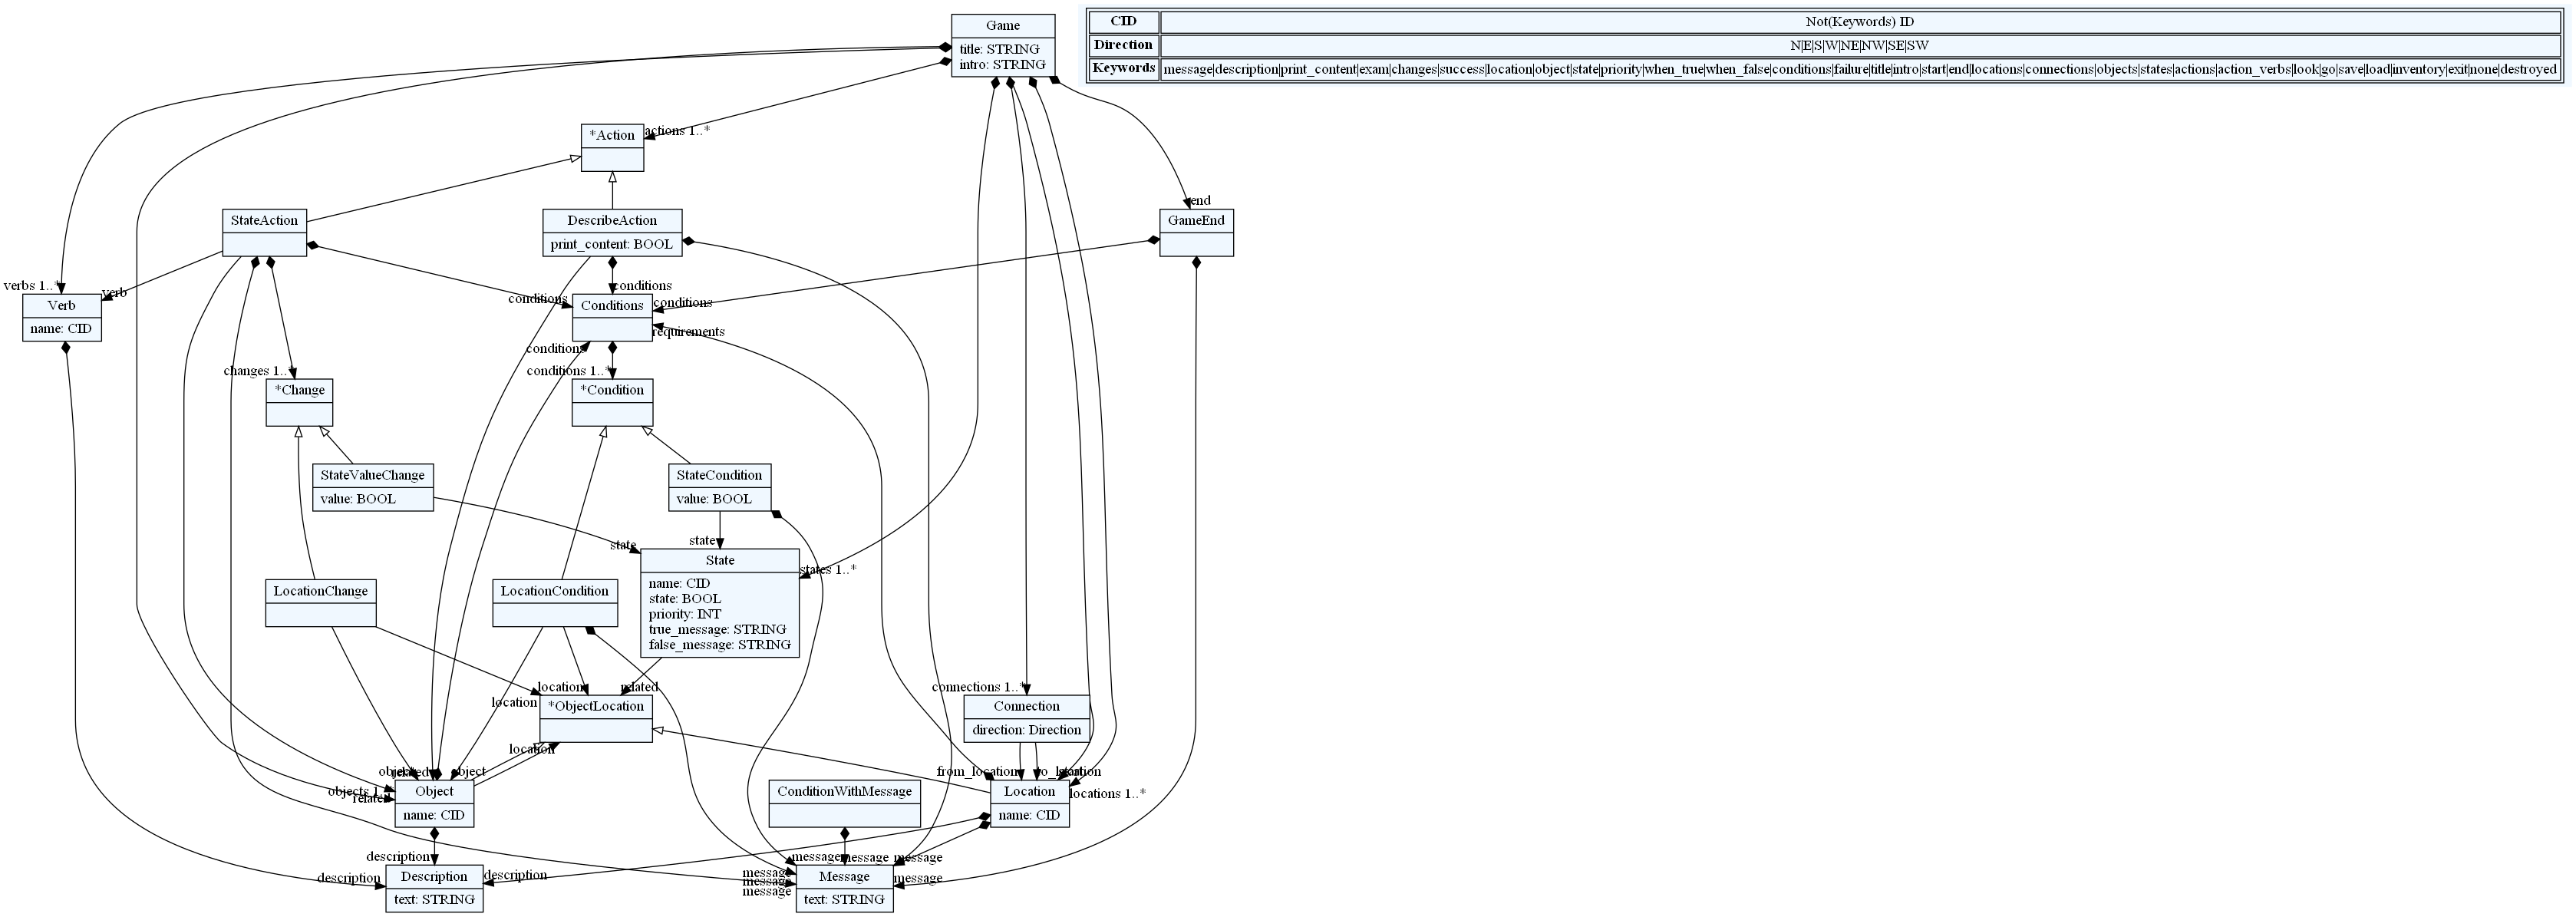 Game
title: STRING
intro: STRING
CID
Not(Keywords) ID
Direction
N|E|S|W|NE|NW|SE|SW
Keywords
message|description|print_content|exam|changes|success|location|object|state|priority|when_true|when_false|conditions|failure|title|intro|start|end|locations|connections|objects|states|actions|action_verbs|look|go|save|load|inventory|exit|none|destroyed
*Action
actions 1..*
StateAction
DescribeAction
print_content: BOOL
end
GameEnd
verbs 1..*
verb
Verb
name: CID
conditions
conditions
conditions
Conditions
requirements
conditions
changes 1..*
conditions 1..*
*Change
*Condition
StateValueChange
value: BOOL
StateCondition
value: BOOL
state
state
State
name: CID
state: BOOL
priority: INT
true_message: STRING
false_message: STRING
states 1..*
LocationChange
LocationCondition
location
related
location
*ObjectLocation
location
connections 1..*
Connection
direction: Direction
object
objects 1..*
related
Object
name: CID
ConditionWithMessage
from_location
Location
name: CID
locations 1..*
description
description
description
Description
text: STRING
message
message
message
message
message
message
message
Message
text: STRING